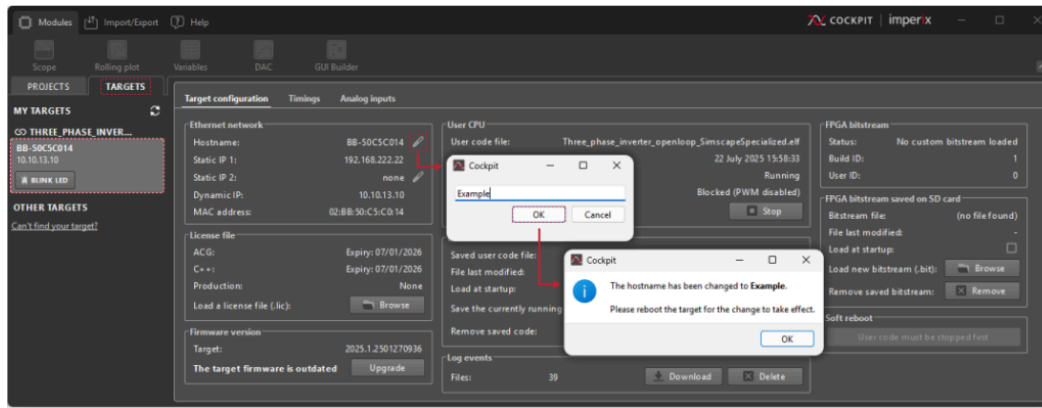 Modules Import/Export Help
COCKPIT | imperix
Scope Rolling plot Variables DAC GUI Builder
PROJECTS TARGETS
MY TARGETS
THREE_PHASE_INVER...
BB-50C5C014
10.10.13.10
BLINK LED
OTHER TARGETS
Can't find your target?
Target configuration Timings Analog inputs
Ethernet network
Hostname: BB-50C5C014
Static IP 1: 192.168.222.22
Static IP 2: none
Dynamic IP: 10.10.13.10
MAC address: 02:BB:50:C5:C0:14
License file
ACG: Expiry: 07/01/2026
C++: Expiry: 07/01/2026
Production: None
Load a license file (.lic): Browse
Firmware version
Target: 2025.1.2501270936
The target firmware is outdated Upgrade
User CPU
User code file: Three_phase_inverter_openloop_SimscapeSpecialized.elf
22 July 2025 15:58:33
Running
Blocked (PWM disabled)
Stop
Cockpit
Example
OK Cancel
Saved user code file:
File last modified:
Load at startup:
Save the currently running
Remove saved code:
Cockpit
The hostname has been changed to Example.
Please reboot the target for the change to take effect.
OK
Log events
Files: 39 Download Delete
FPGA bitstream
Status: No custom bitstream loaded
Build ID: 1
User ID: 0
FPGA bitstream saved on SD card
Bitstream file: (no file found)
File last modified: -
Load at startup:
Load new bitstream (.bit): Browse
Remove saved bitstream: Remove
Soft reboot
User code must be stopped first